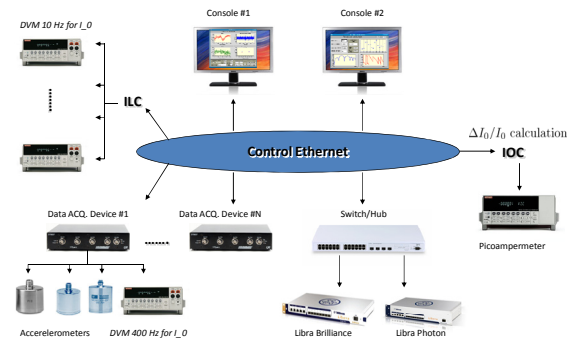 DVM 10 Hz for I_0
Console #1
Console #2
ILC
Control Ethernet
ΔI₀/I₀ calculation
IOC
Data ACQ. Device #1
Data ACQ. Device #N
Switch/Hub
Picoampermeter
Accerelerometers
DVM 400 Hz for I_0
Libra Brilliance
Libra Photon